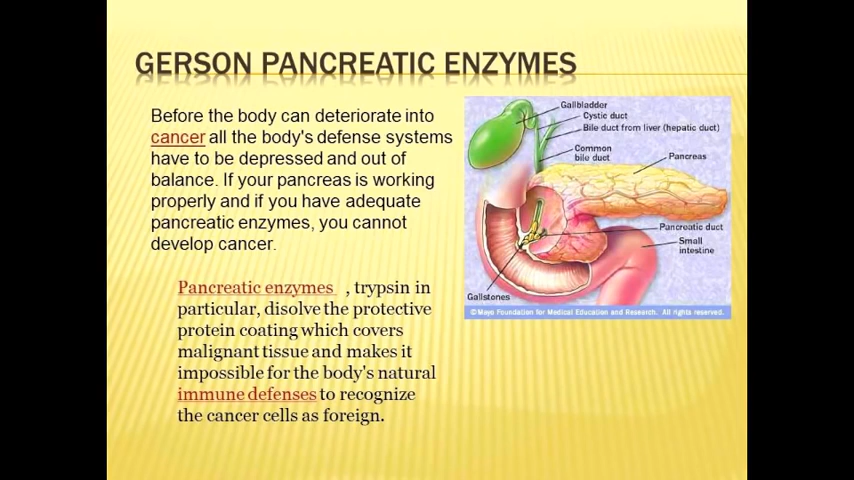 GERSON PANCREATIC ENZYMES
Before the body can deteriorate into
cancer all the body's defense systems
have to be depressed and out of
balance. If your pancreas is working
properly and if you have adequate
pancreatic enzymes, you cannot
develop cancer.
Pancreatic enzymes , trypsin in
particular, disolve the protective
protein coating which covers
malignant tissue and makes it
impossible for the body's natural
immune defenses to recognize
the cancer cells as foreign.
Gallbladder
Cystic duct
Bile duct from liver (hepatic duct)
Common
bile duct
Pancreas
Pancreatic duct
Small
intestine
Gallstones
©Mayo Foundation for Medical Education and Research. All rights reserved.